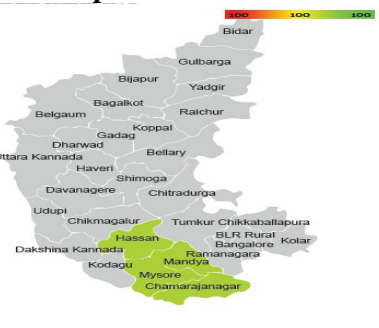 100 100 100
Bidar
Gulbarga
Bijapur
Yadgir
Bagalkot
Raichur
Belgaum
Koppal
Gadag
Dharwad
Bellary
Uttara Kannada
Haveri
Shimoga
Davanagere
Chitradurga
Udupi
Chikmagalur
Tumkur Chikkaballapura
Hassan
BLR Rural
Kolar
Bangalore
Dakshina Kannada
Ramanagara
Mandya
Kodagu
Mysore
Chamarajanagar